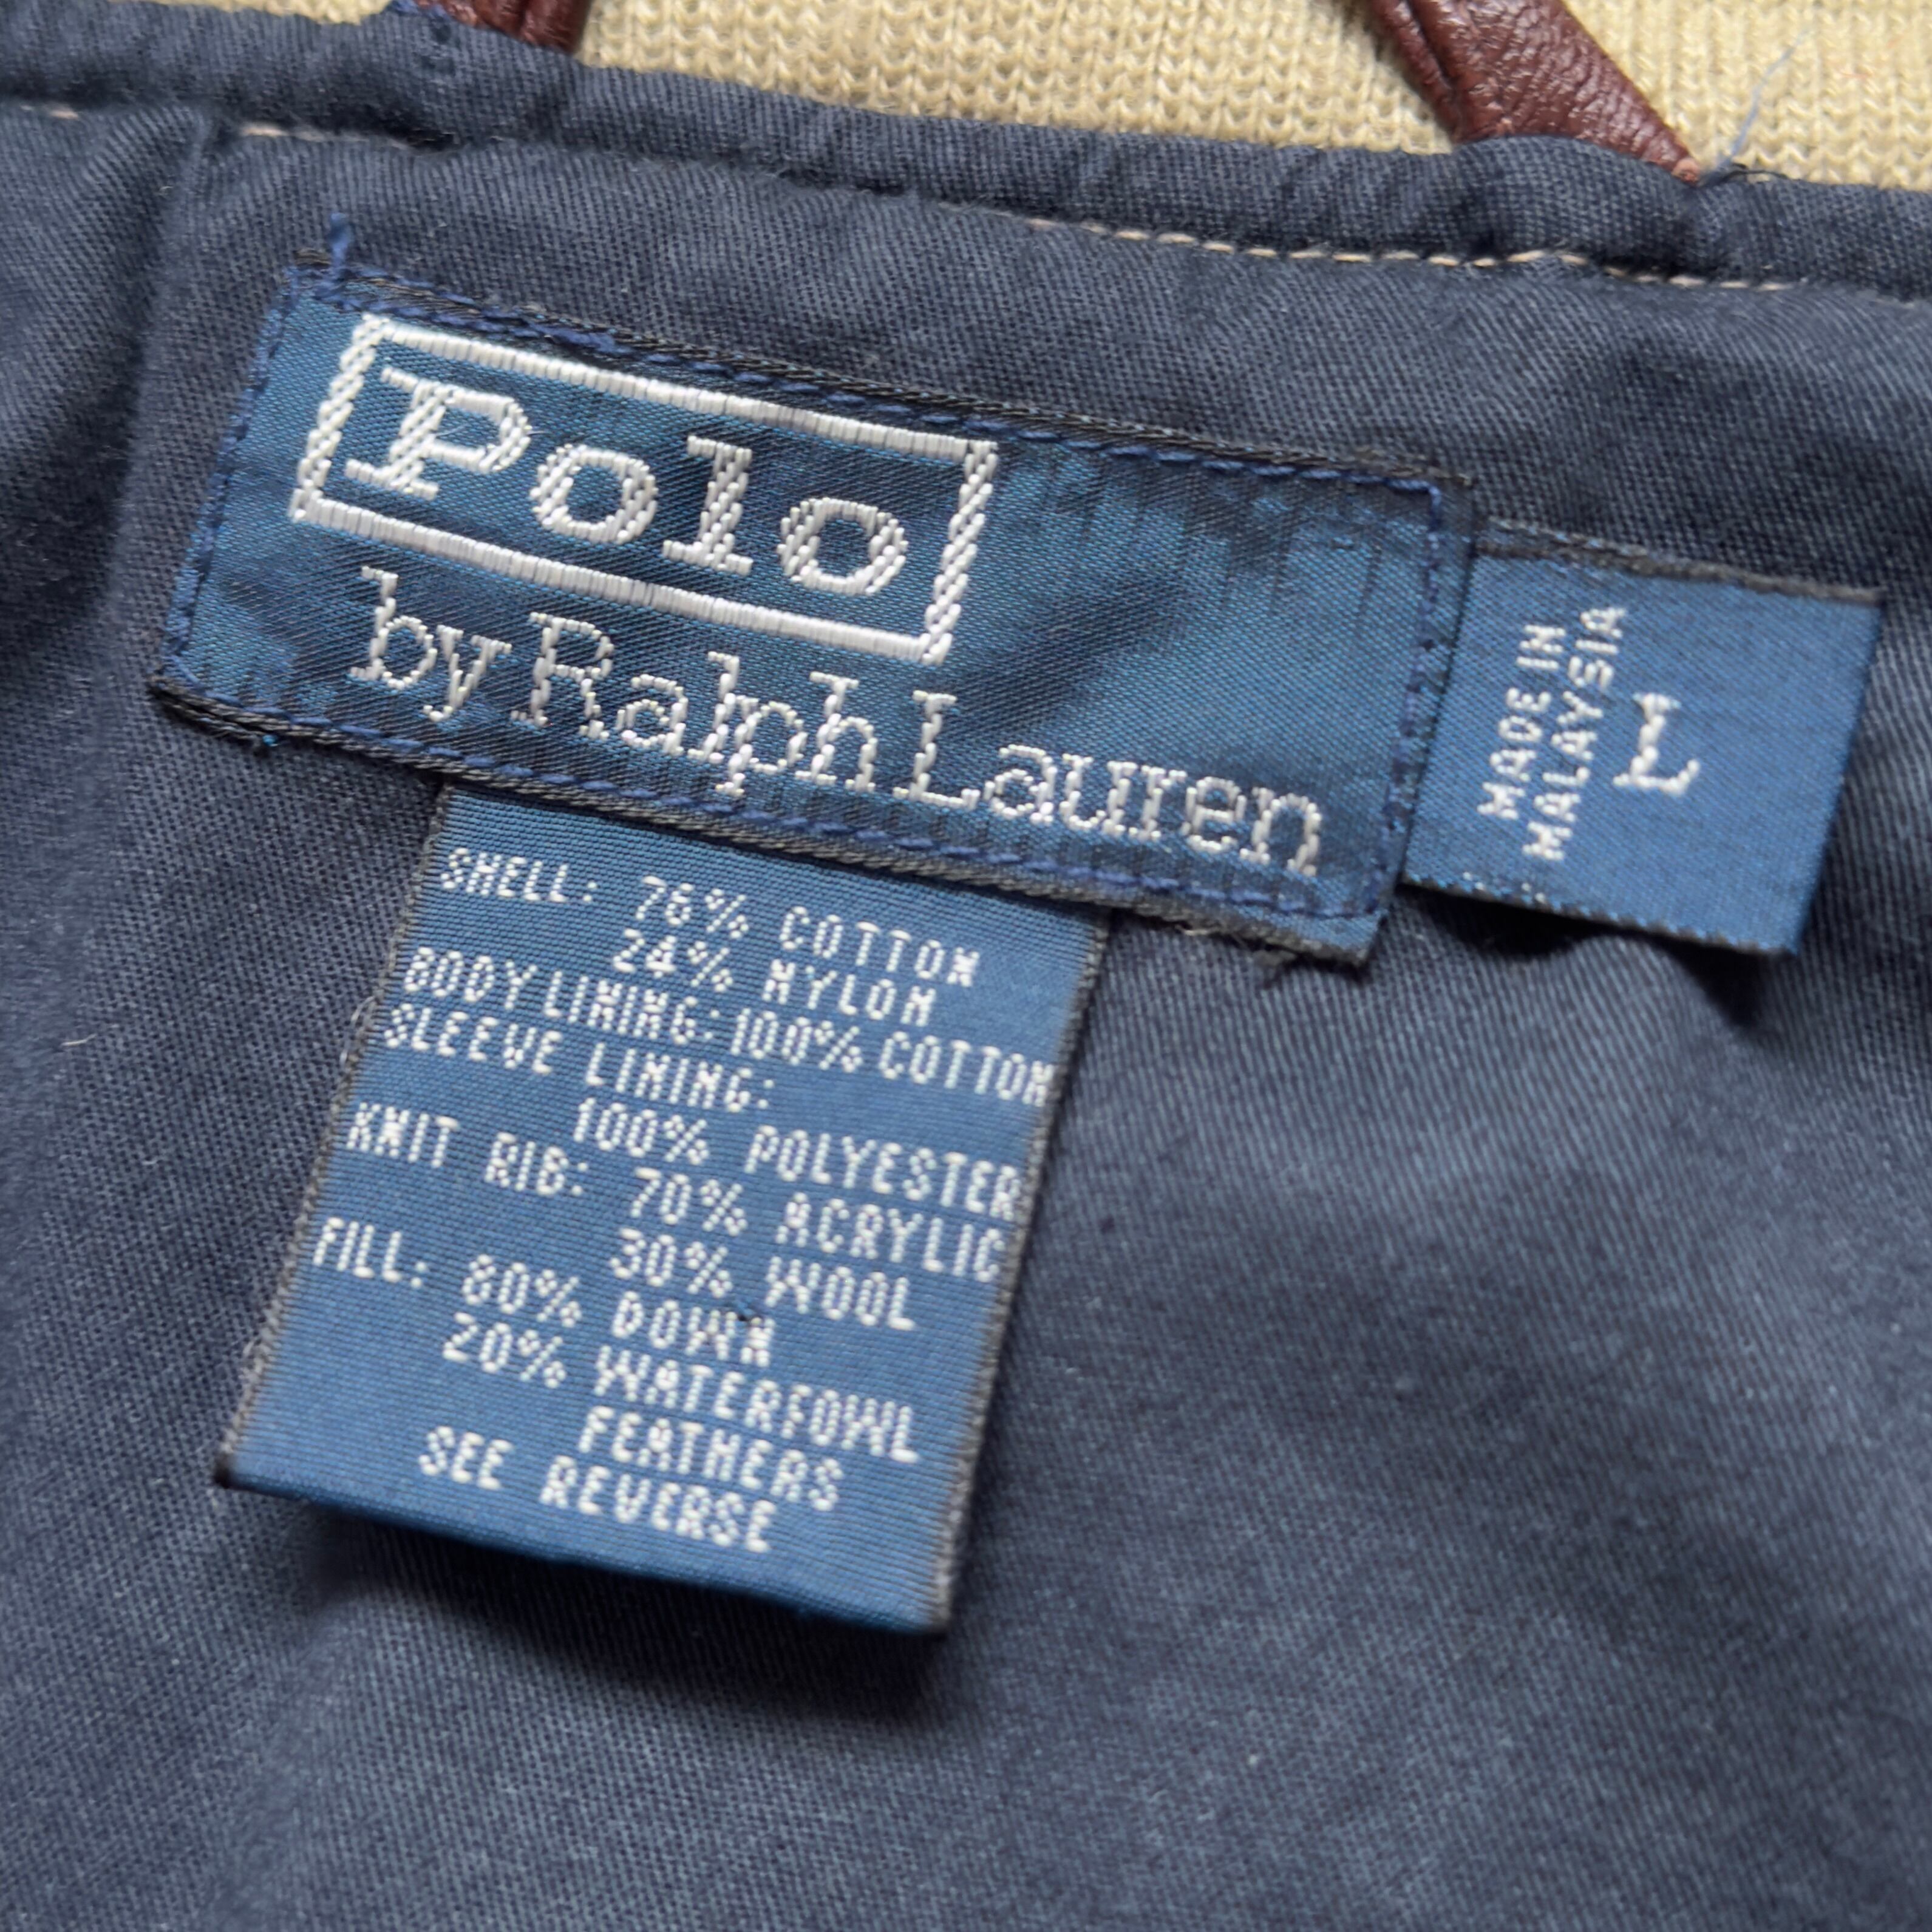 Polo
by Ralph Lauren
MADE IN
MALAYSIA
L
SHELL: 76% COTTON
24% NYLON
BODY LINING: 100% COTTON
SLEEVE LINING:
100% POLYESTER
KNIT RIB: 70% ACRYLIC
30% WOOL
FILL: 80% DOWN
20% WATERFOWL
FEATHERS
SEE REVERSE